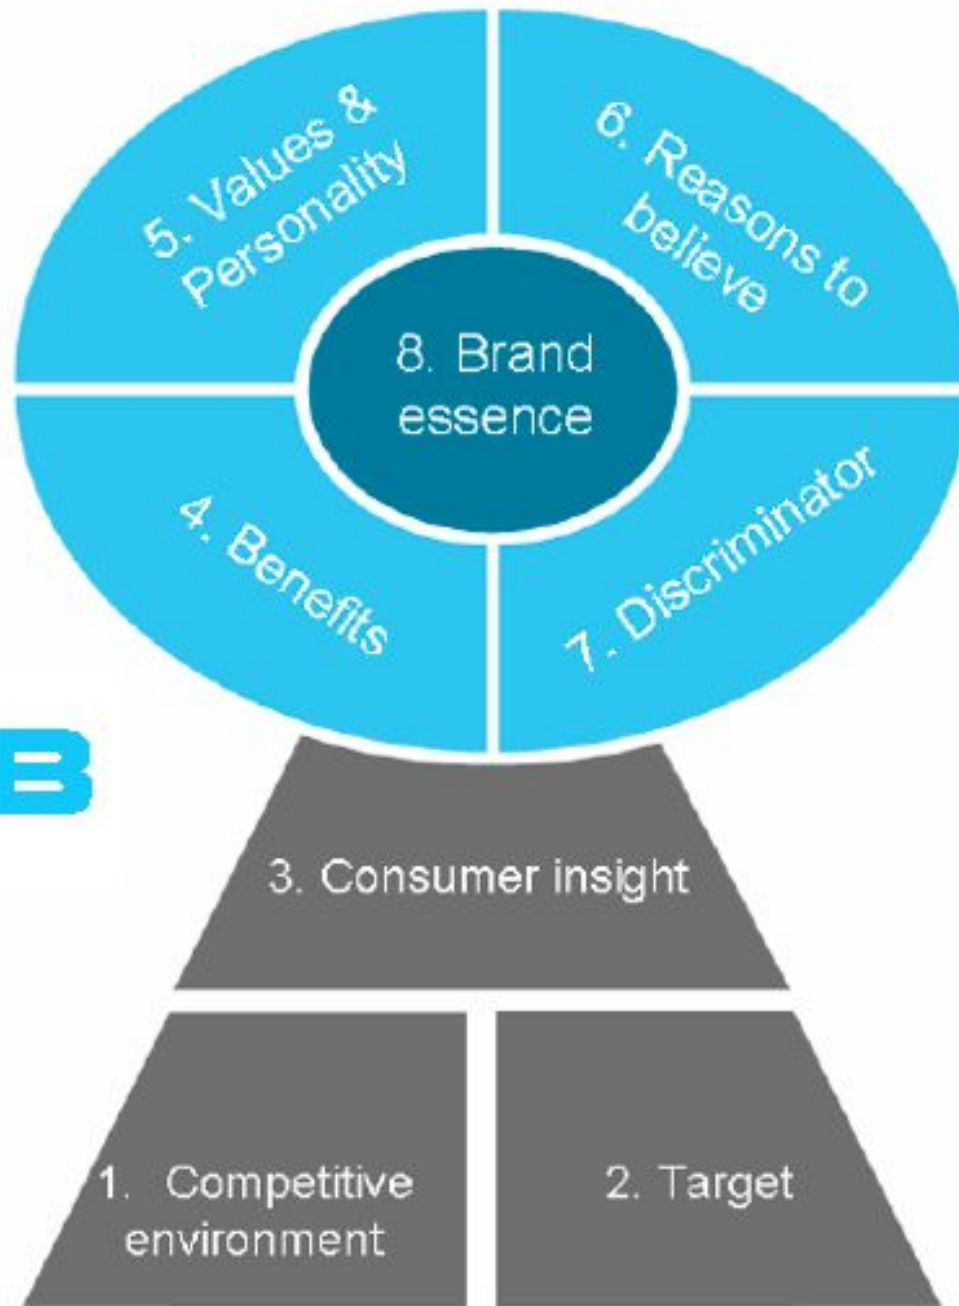 5. Values &
Personality
6. Reasons to
believe
8. Brand
essence
4. Benefits
7. Discriminator
B
3. Consumer insight
1. Competitive
environment
2. Target